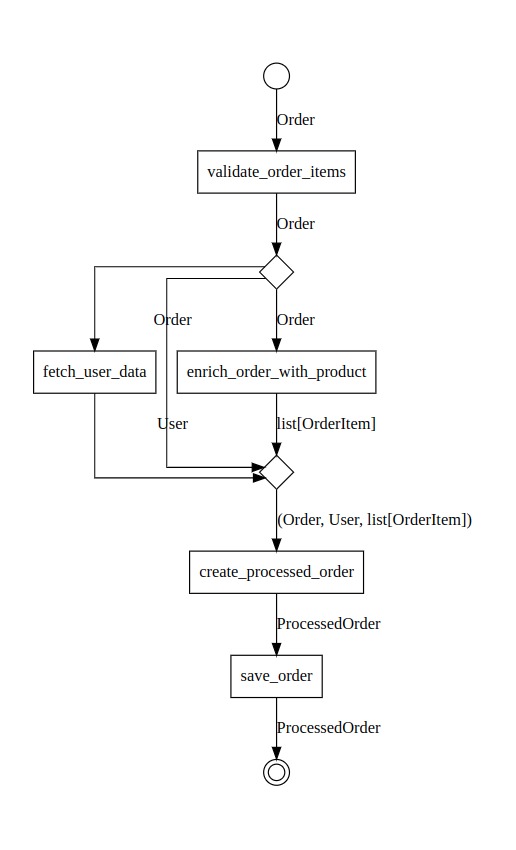 Order
validate_order_items
Order
Order
Order
fetch_user_data
enrich_order_with_product
User
list[OrderItem]
(Order, User, list[OrderItem])
create_processed_order
ProcessedOrder
save_order
ProcessedOrder